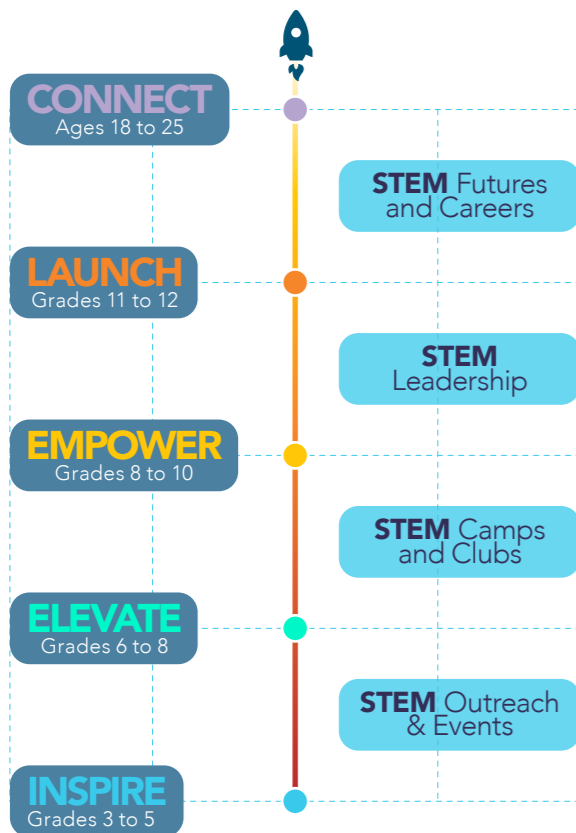 CONNECT
Ages 18 to 25
STEM Futures
and Careers
LAUNCH
Grades 11 to 12
STEM
Leadership
EMPOWER
Grades 8 to 10
STEM Camps
and Clubs
ELEVATE
Grades 6 to 8
STEM Outreach
& Events
INSPIRE
Grades 3 to 5